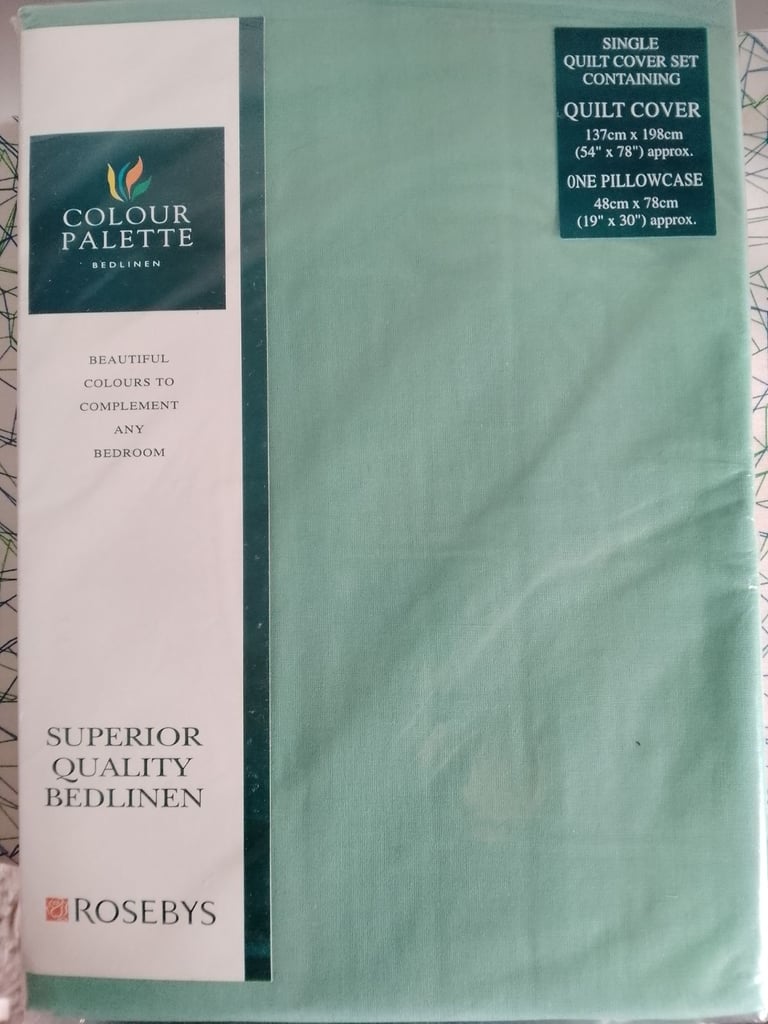 COLOUR
PALETTE
BEDLINEN
BEAUTIFUL
COLOURS TO
COMPLEMENT
ANY
BEDROOM
SUPERIOR
QUALITY
BEDLINEN
ROSEBYS
SINGLE
QUILT COVER SET
CONTAINING
QUILT COVER
137cm x 198cm
(54" x 78") approx.
ONE PILLOWCASE
48cm x 78cm
(19" x 30") approx.